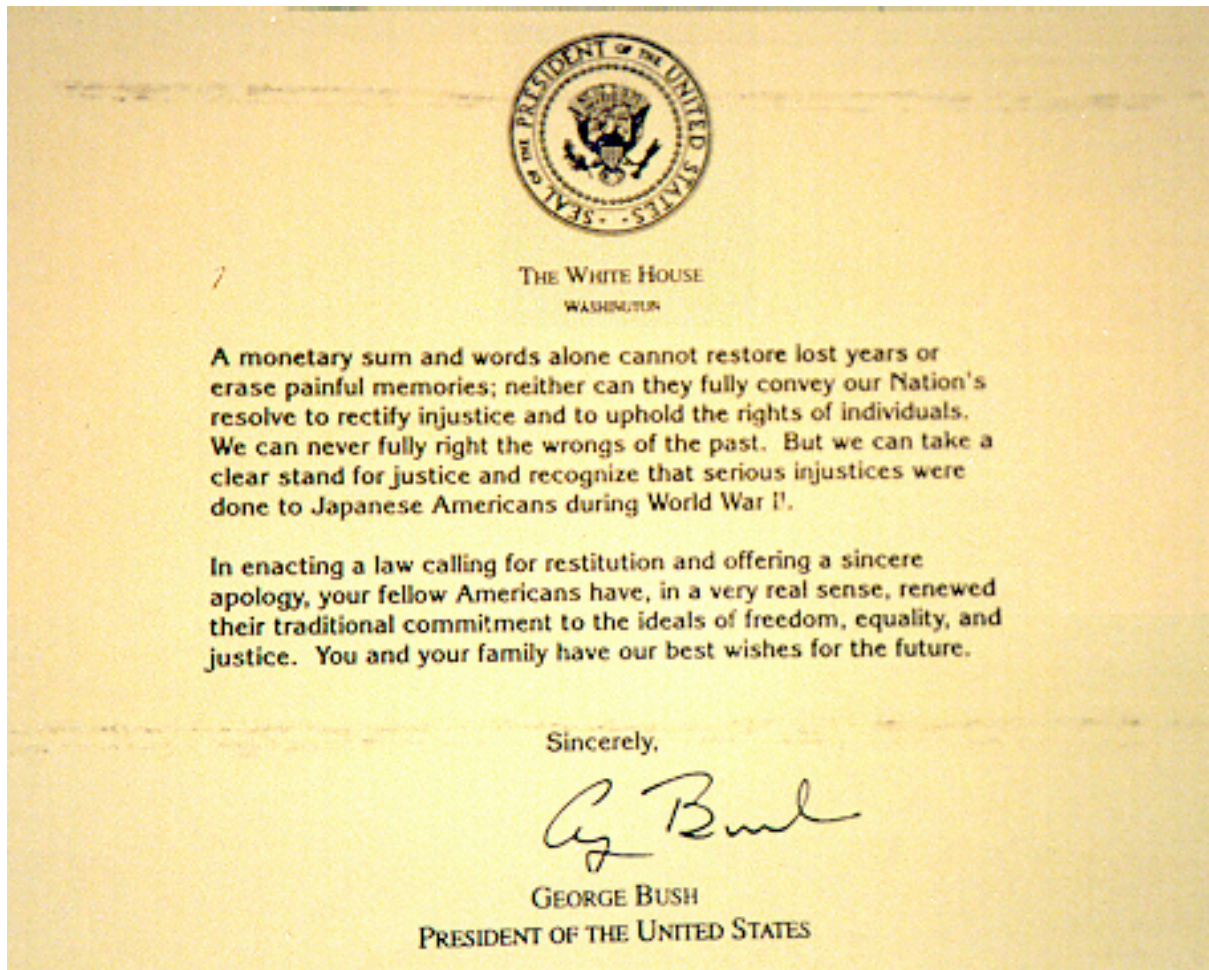 SEAL OF THE PRESIDENT OF THE UNITED STATES
THE WHITE HOUSE
WASHINGTON
A monetary sum and words alone cannot restore lost years or
erase painful memories; neither can they fully convey our Nation's
resolve to rectify injustice and to uphold the rights of individuals.
We can never fully right the wrongs of the past. But we can take a
clear stand for justice and recognize that serious injustices were
done to Japanese Americans during World War II.
In enacting a law calling for restitution and offering a sincere
apology, your fellow Americans have, in a very real sense, renewed
their traditional commitment to the ideals of freedom, equality, and
justice. You and your family have our best wishes for the future.
Sincerely,
G Bush
GEORGE BUSH
PRESIDENT OF THE UNITED STATES